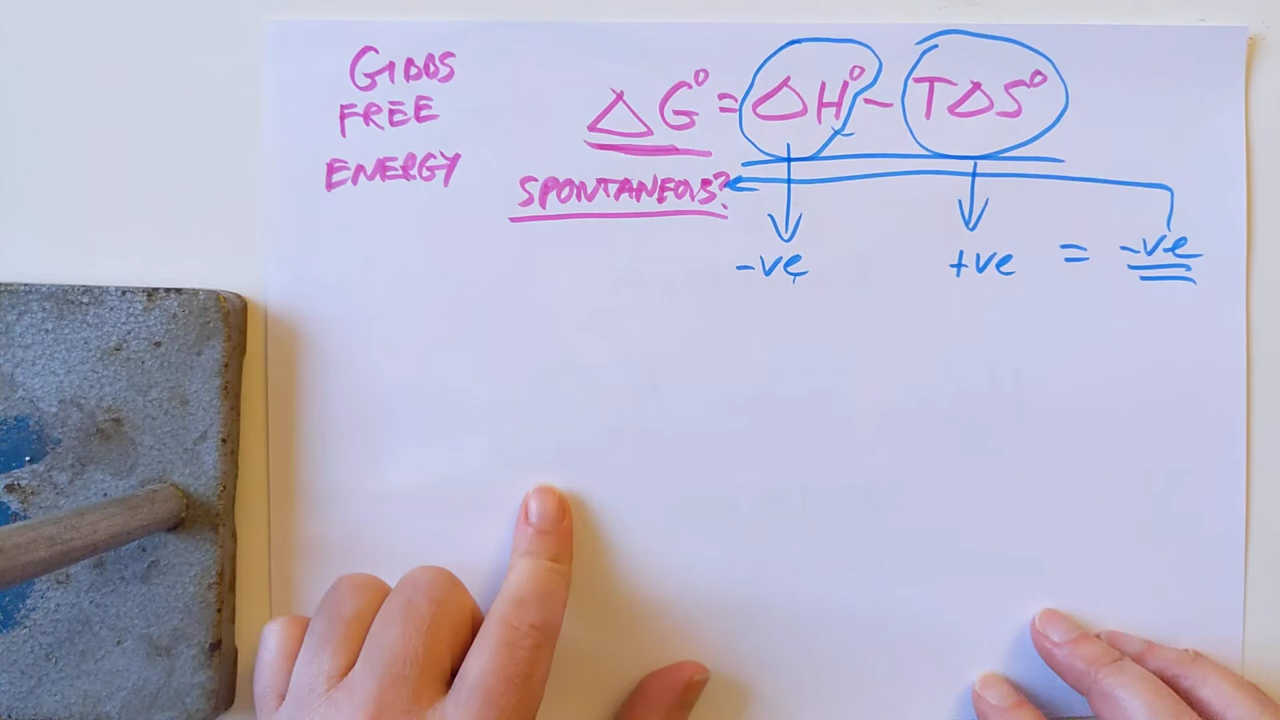 GIBBS
FREE
ENERGY
ΔG° = ΔH° - TΔS°
SPONTANEOUS?
-ve +ve = -ve